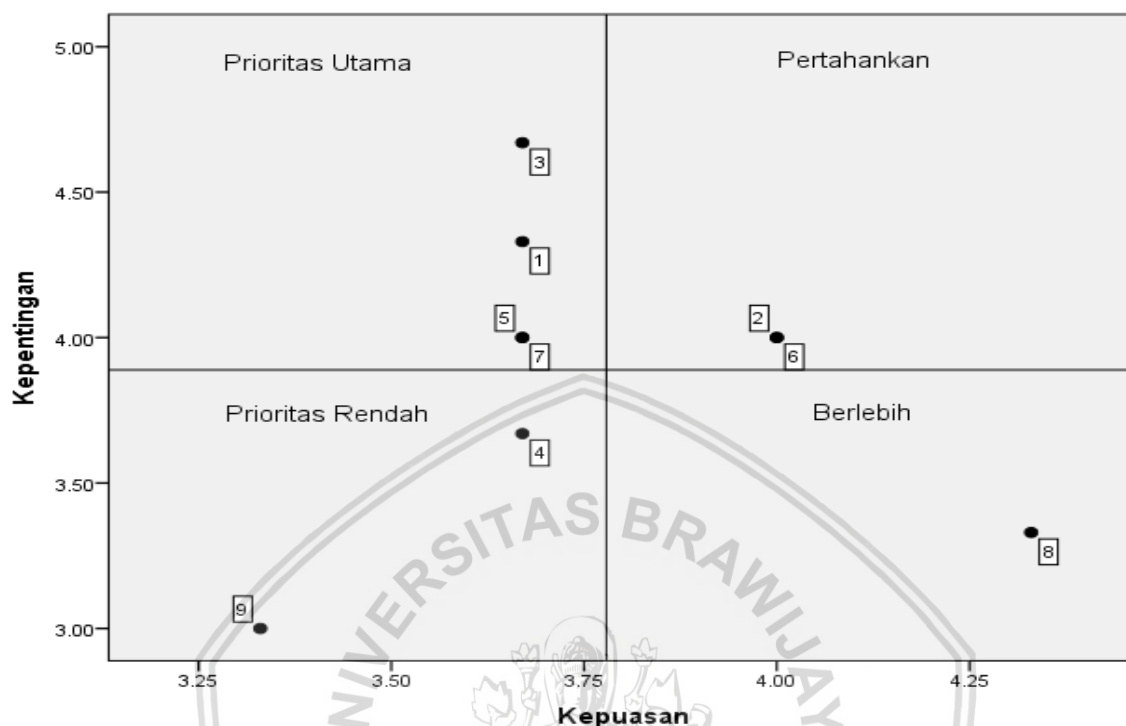 5.00
Prioritas Utama
Pertahankan
3
4.50
1
Kepentingan
5
2
4.00
7
6
Prioritas Rendah
Berlebih
4
3.50
UNIVERSITAS BRAWIJAY
8
9
3.00
3.25
3.50
3.75
4.00
4.25
Kepuasan